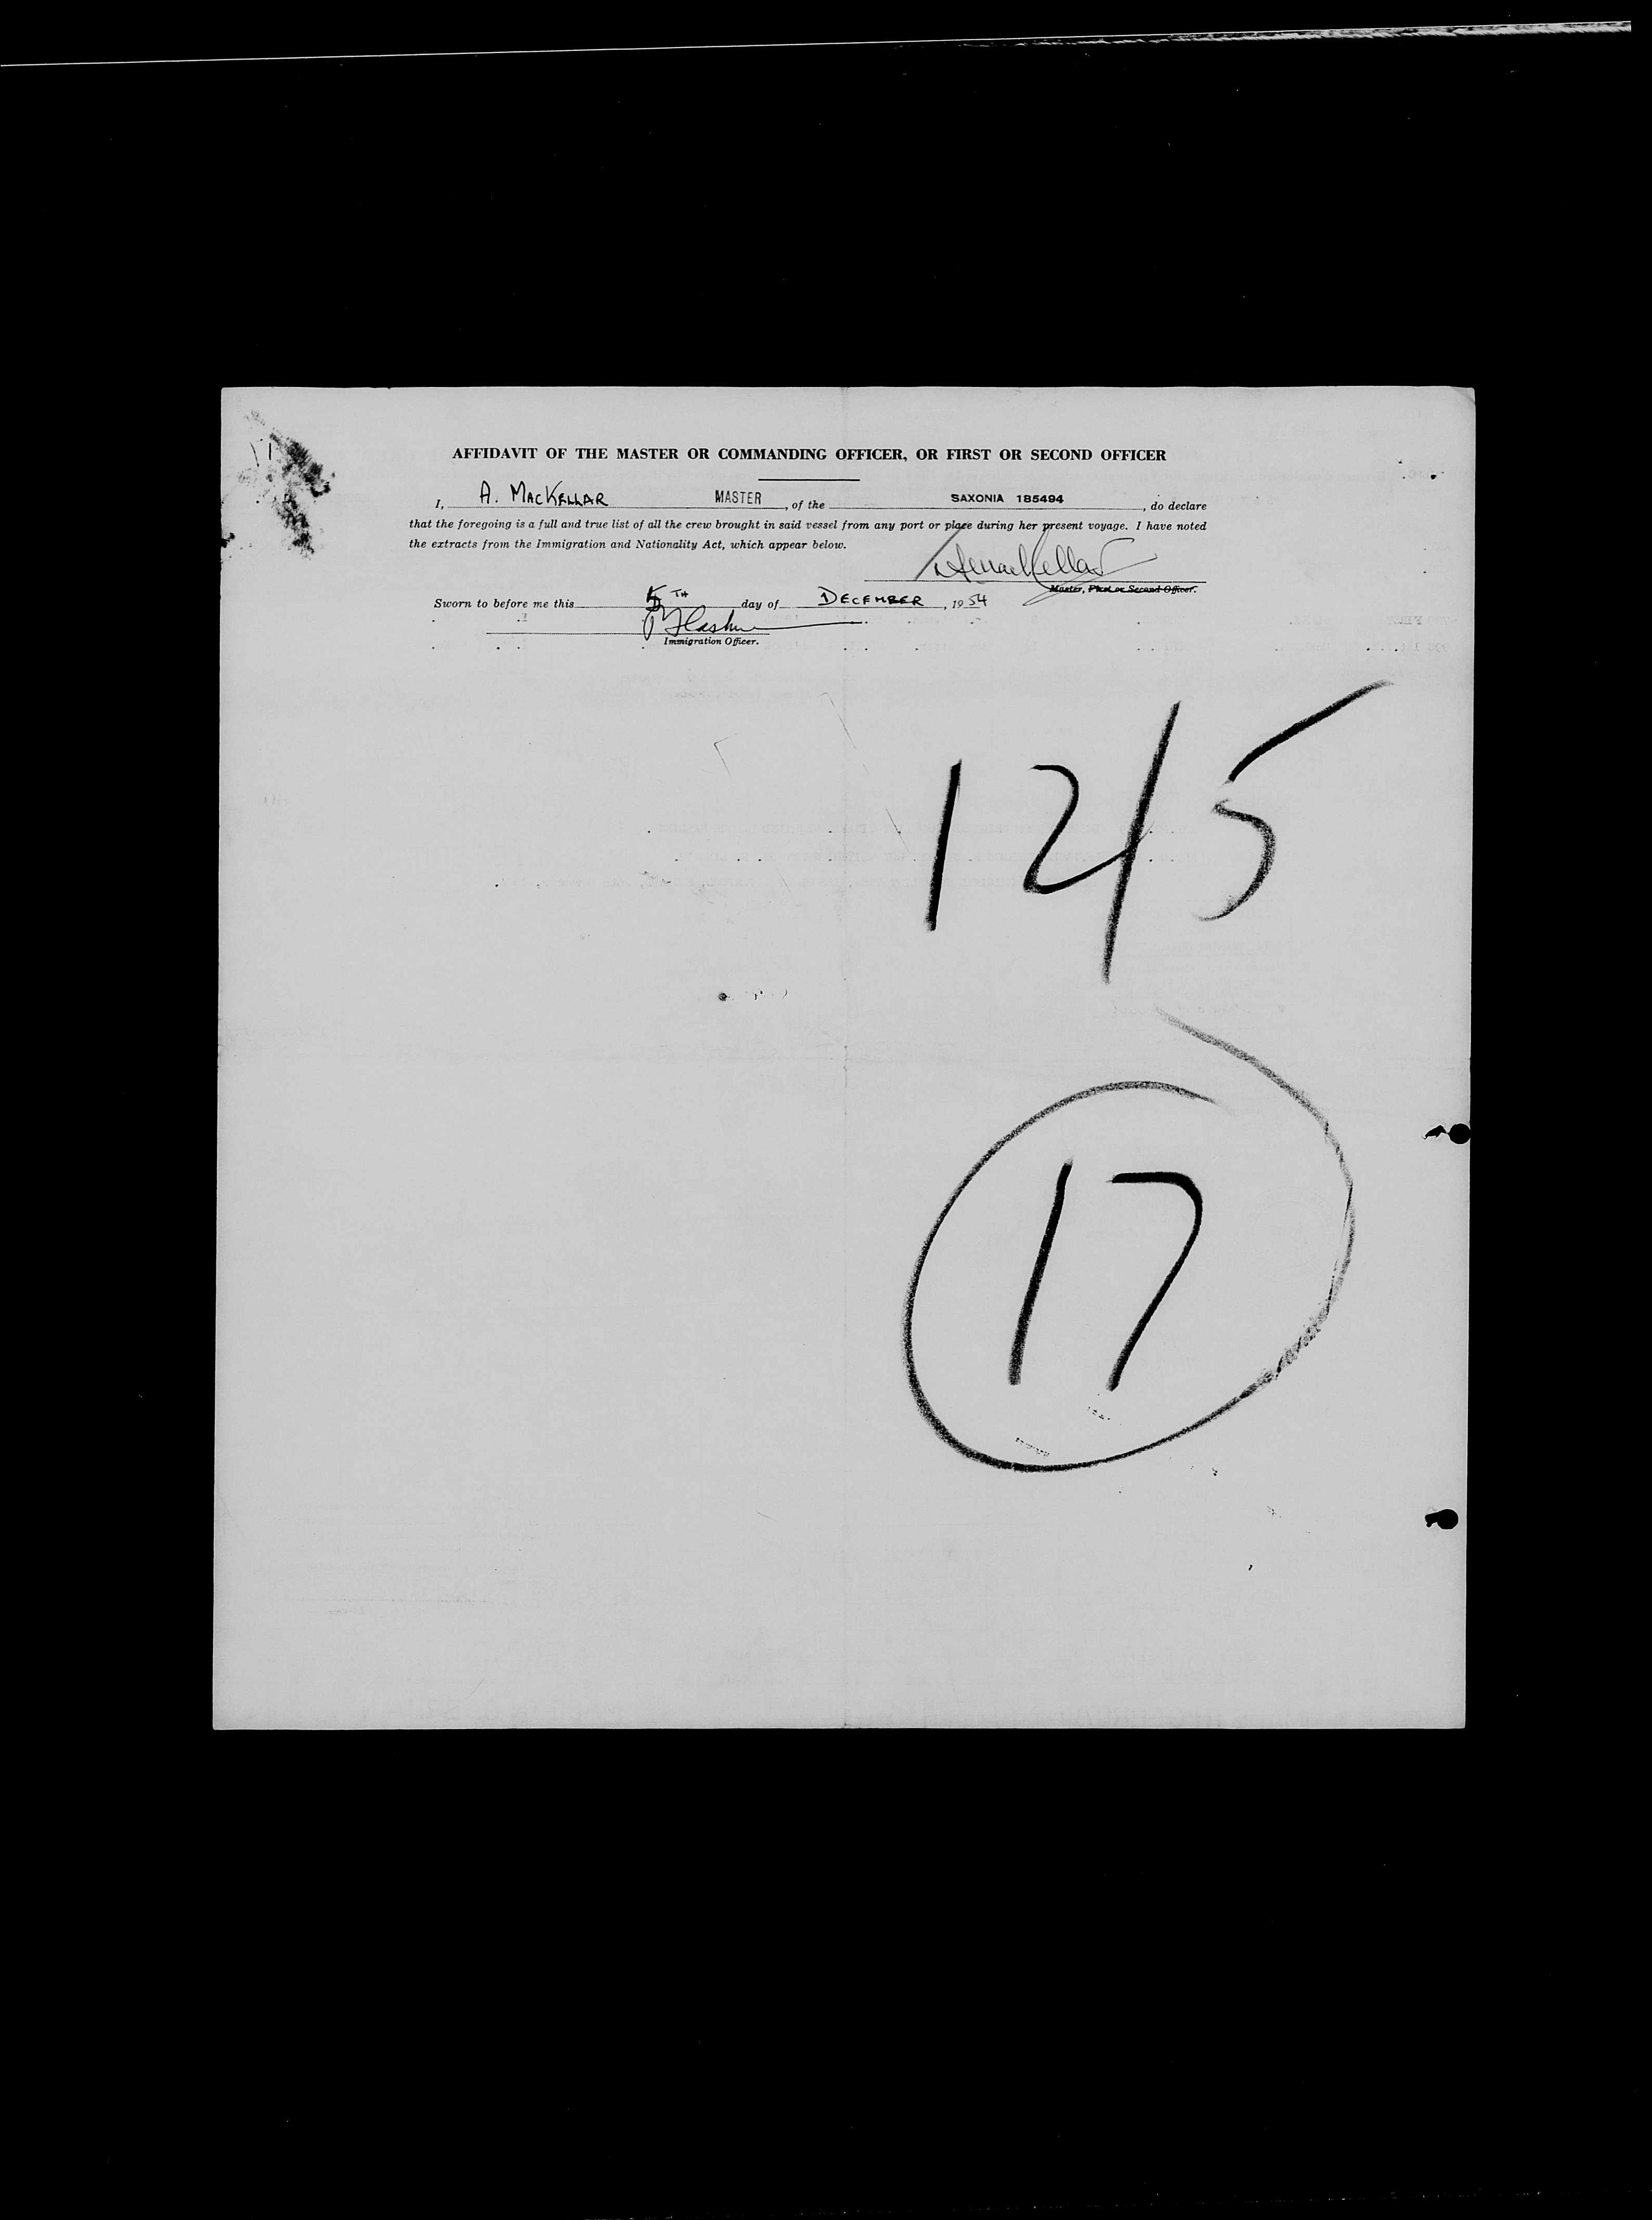 AFFIDAVIT OF THE MASTER OR COMMANDING OFFICER, OR FIRST OR SECOND OFFICER
I, A. MACKELLAR MASTER, of the SAXONIA 185494, do declare
that the foregoing is a full and true list of all the crew brought in said vessel from any port or place during her present voyage. I have noted
the extracts from the Immigration and Nationality Act, which appear below.
AMacKellar
Master, First or Second Officer.
Sworn to before me this 5TH day of DECEMBER, 1954
Immigration Officer.
12/5
17